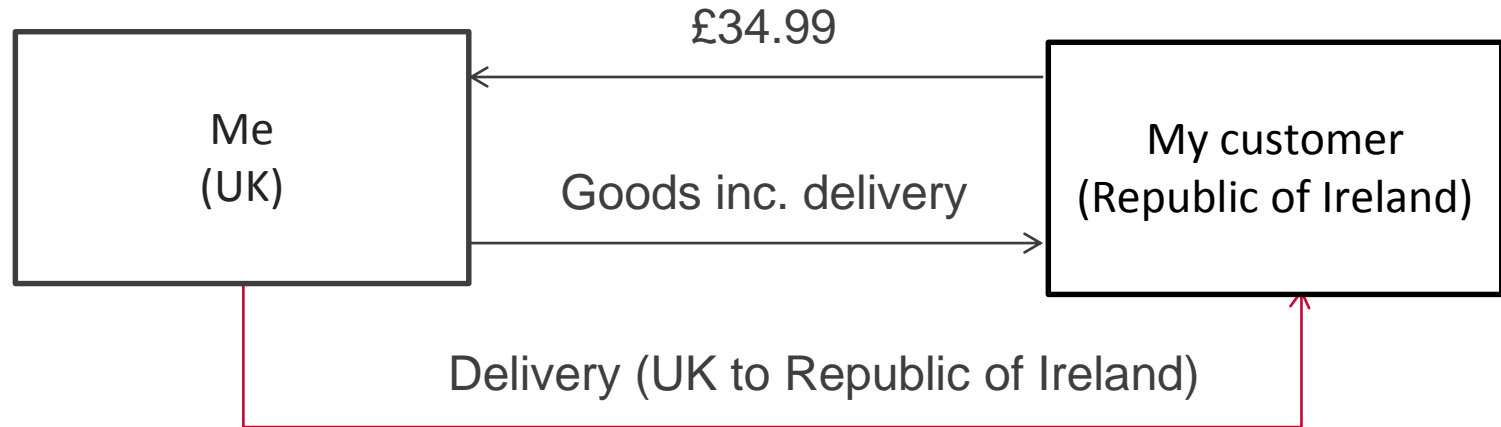 £34.99
Me
(UK)
My customer
(Republic of Ireland)
Goods inc. delivery
Delivery (UK to Republic of Ireland)